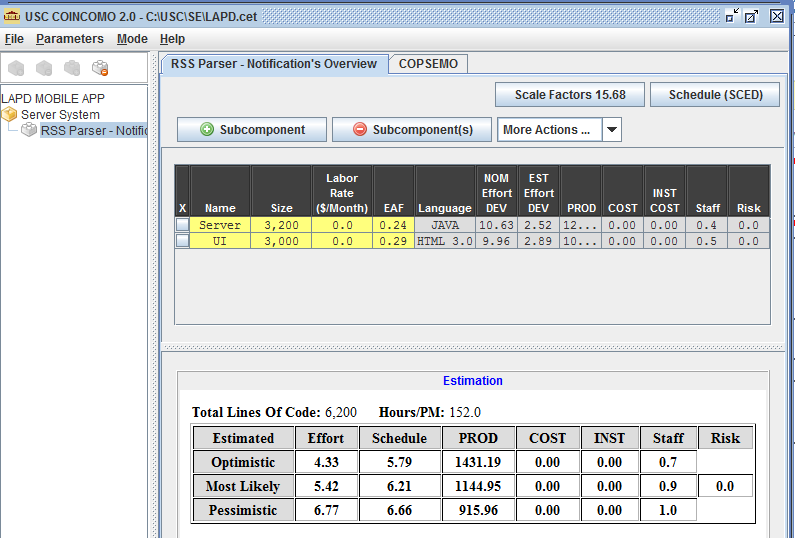 USC COINCOMO 2.0 - C:\USC\SE\LAPD.cet
File Parameters Mode Help
RSS Parser - Notification's Overview COPSEMO
LAPD MOBILE APP
Server System
RSS Parser - Notific
Scale Factors 15.68 Schedule (SCED)
Subcomponent Subcomponent(s) More Actions ...
X Name Size Labor Rate ($/Month) EAF Language NOM Effort DEV EST Effort DEV PROD COST INST COST Staff Risk
Server 3,200 0.0 0.24 JAVA 10.63 2.52 12... 0.00 0.00 0.4 0.0
UI 3,000 0.0 0.29 HTML 3.0 9.96 2.89 10... 0.00 0.00 0.5 0.0
Estimation
Total Lines Of Code: 6,200 Hours/PM: 152.0
Estimated Effort Schedule PROD COST INST Staff Risk
Optimistic 4.33 5.79 1431.19 0.00 0.00 0.7
Most Likely 5.42 6.21 1144.95 0.00 0.00 0.9 0.0
Pessimistic 6.77 6.66 915.96 0.00 0.00 1.0